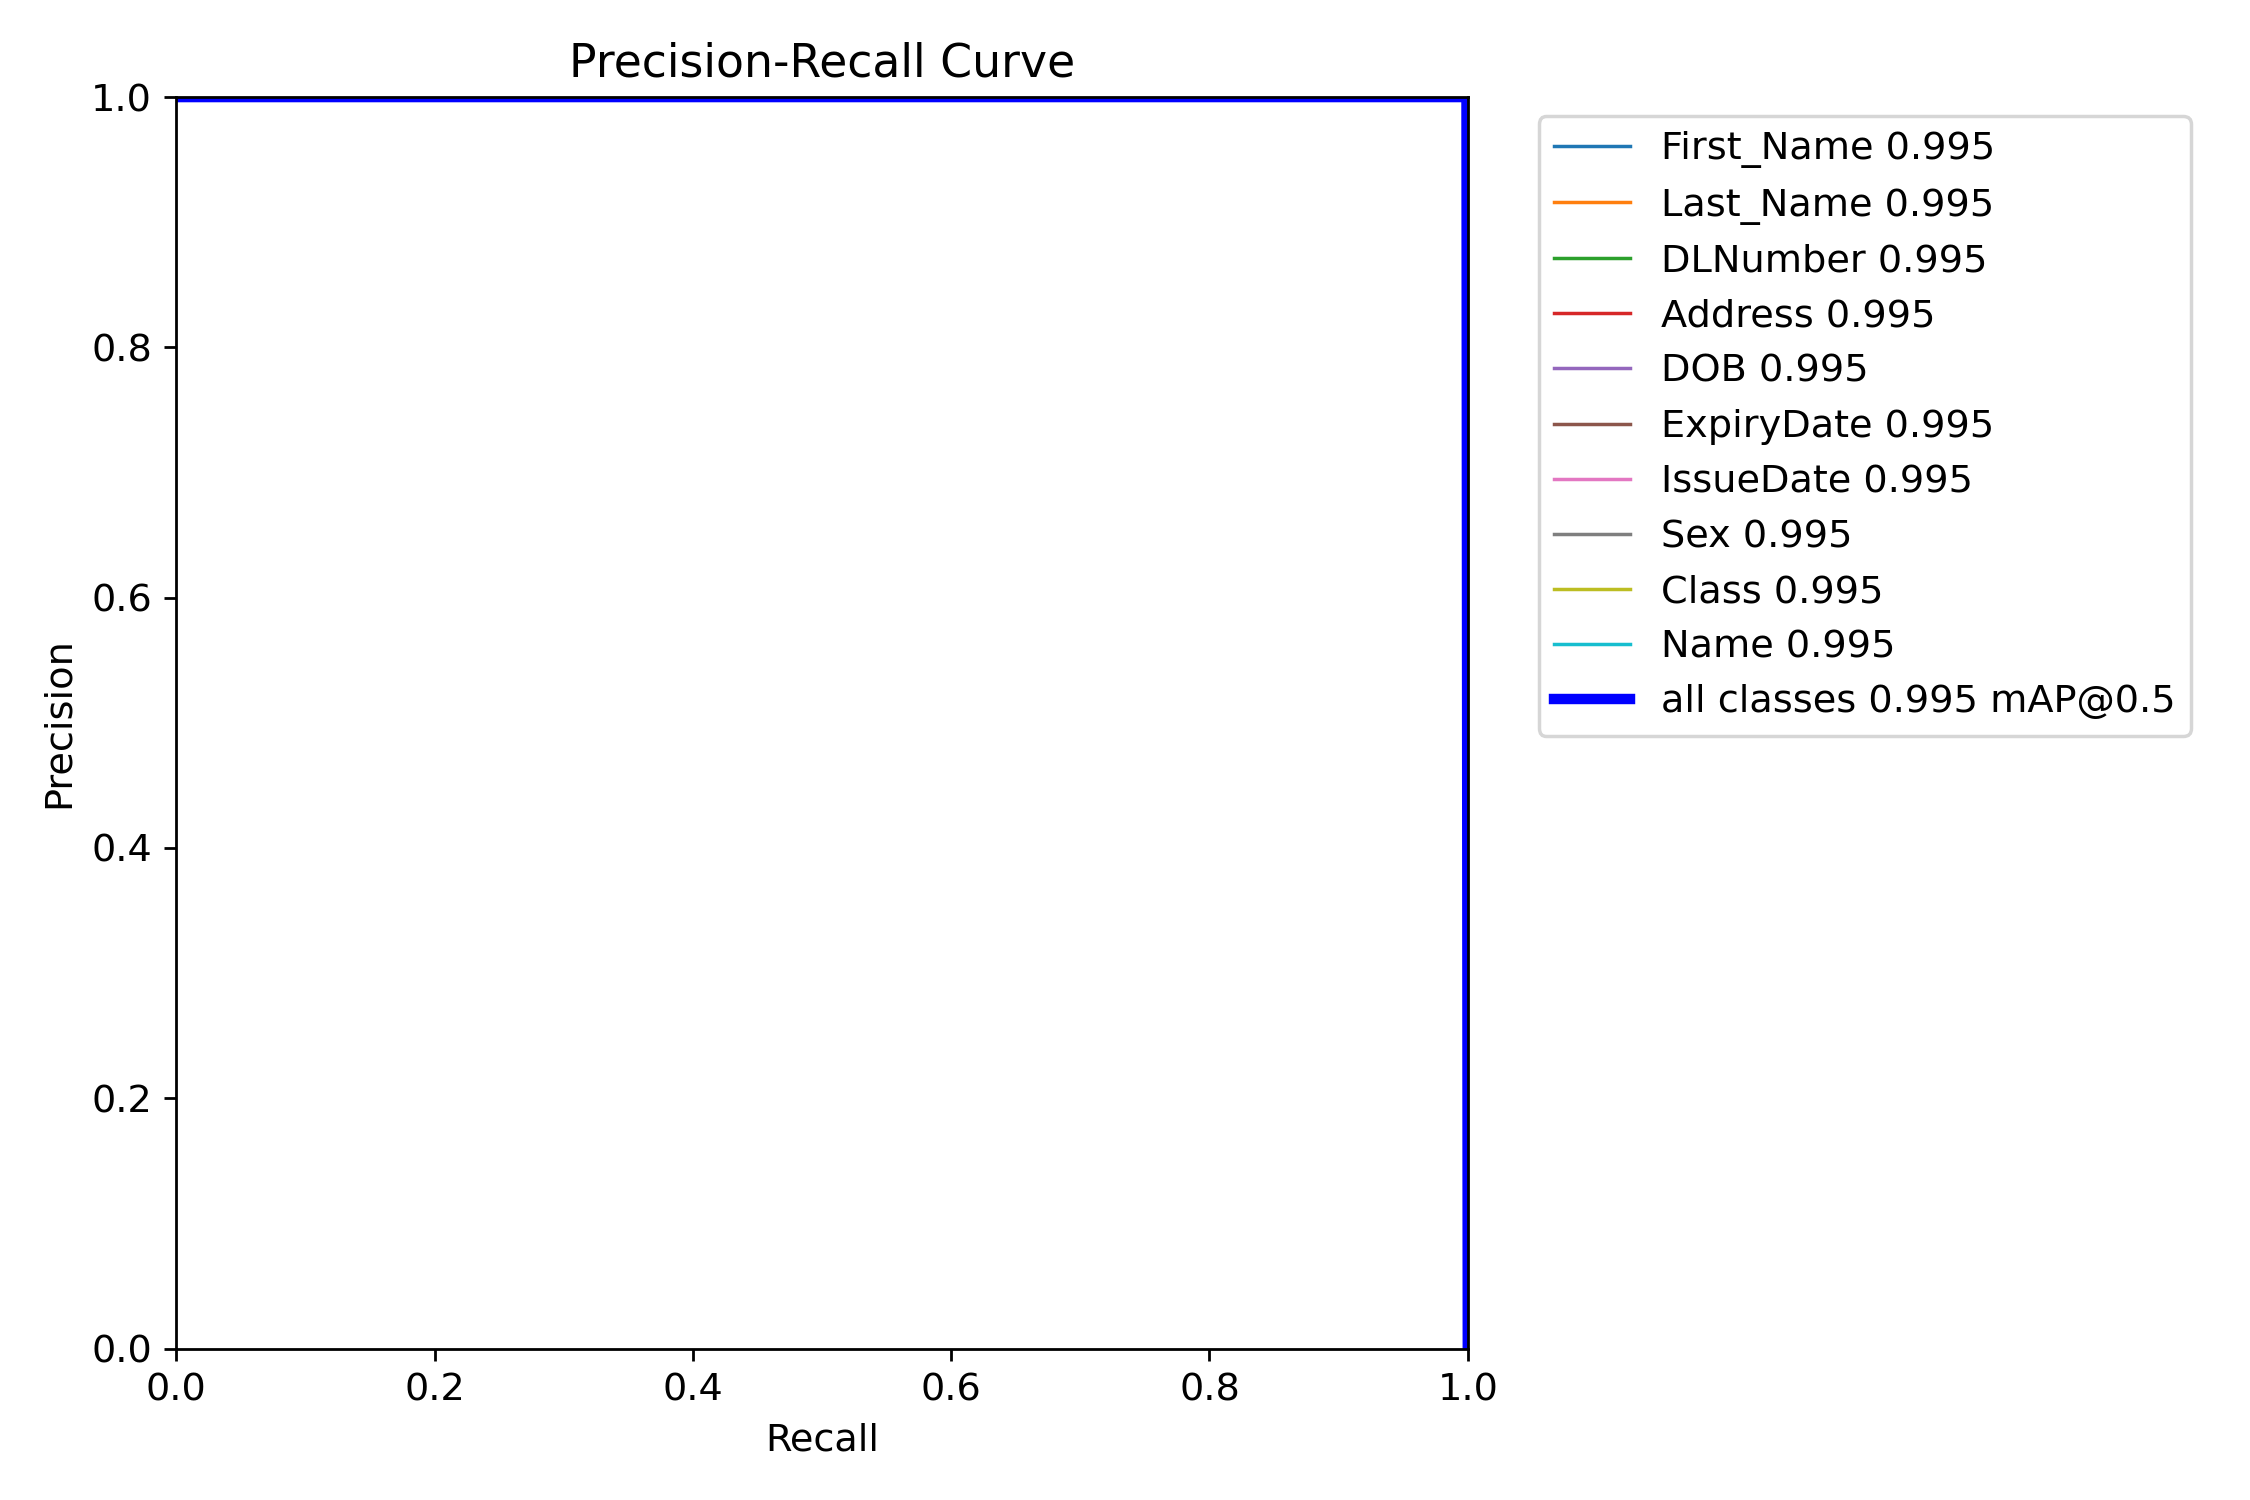 Precision-Recall Curve
1.0
0.8
0.6
0.4
0.2
0.0
Precision
0.0 0.2 0.4 0.6 0.8 1.0
Recall
First_Name 0.995
Last_Name 0.995
DLNumber 0.995
Address 0.995
DOB 0.995
ExpiryDate 0.995
IssueDate 0.995
Sex 0.995
Class 0.995
Name 0.995
all classes 0.995 mAP@0.5